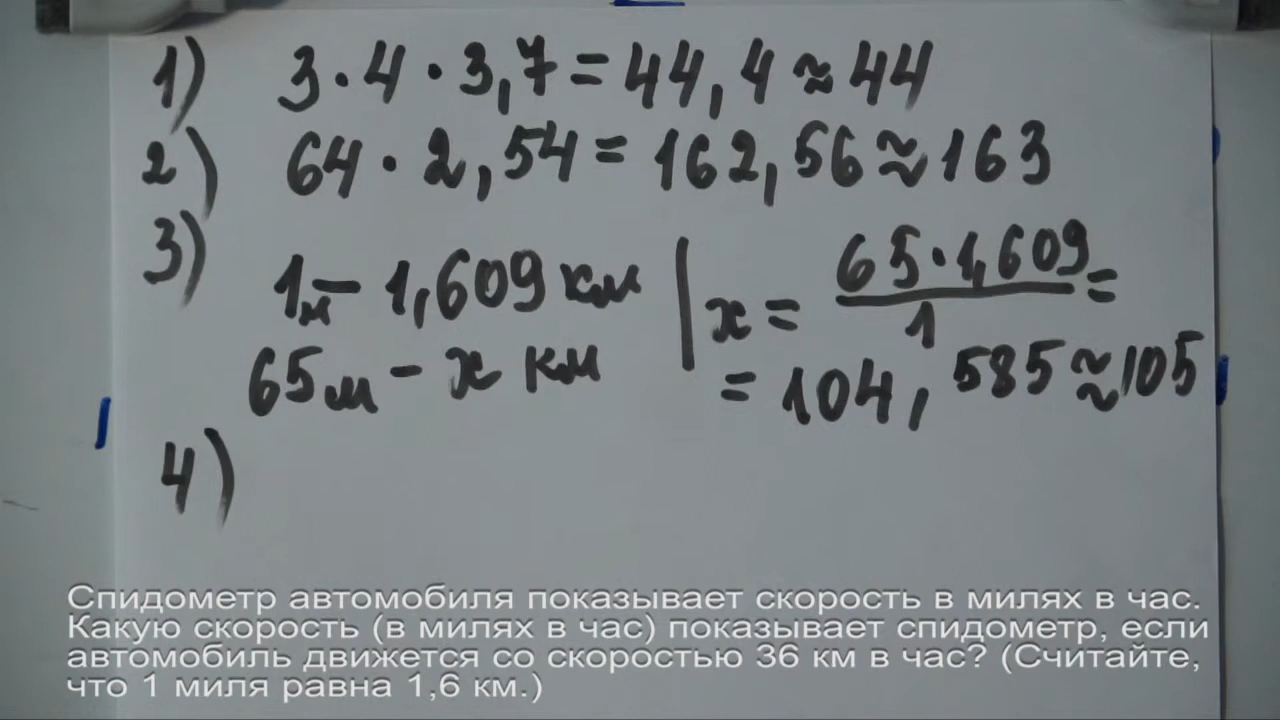 1) 3·4·3,7=44,4≈44
2) 64·2,54=162,56≈163
3)
1м-1,609км | x = 65·1,609/1 =
65м-x км = 104,585≈105
4)
Спидометр автомобиля показывает скорость в милях в час.
Какую скорость (в милях в час) показывает спидометр, если
автомобиль движется со скоростью 36 км в час? (Считайте,
что 1 миля равна 1,6 км.)